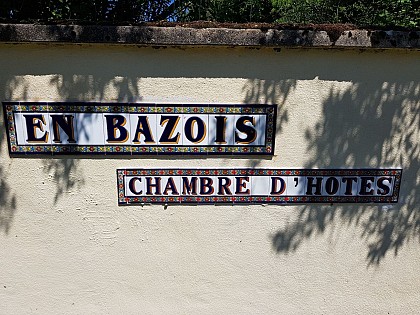 EN BAZOIS
CHAMBRE D'HOTES